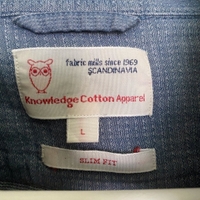 fabric mills since 1969
SCANDINAVIA
Knowledge Cotton Apparel
L
SLIM FIT